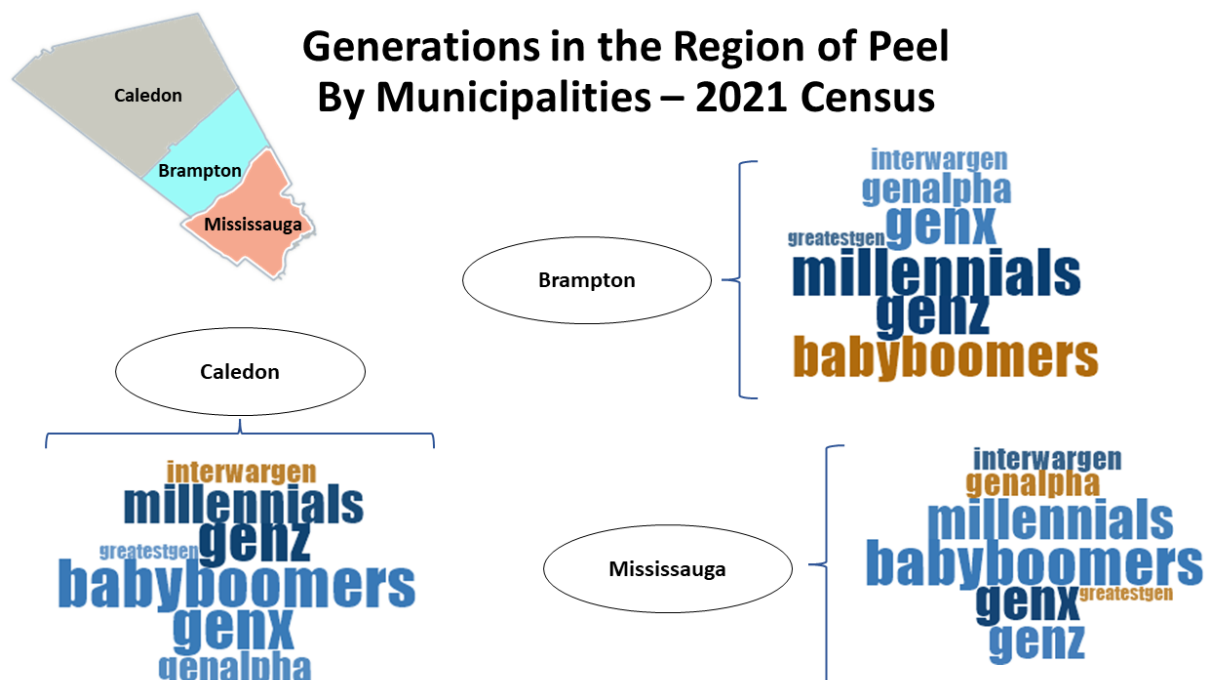 Generations in the Region of Peel
By Municipalities – 2021 Census
Caledon
Brampton
Mississauga
Brampton
interwargen
genalpha
genx
greatestgen
millennials
genz
babyboomers
Caledon
interwargen
millennials
genz
greatestgen
babyboomers
genx
genalpha
Mississauga
interwargen
genalpha
millennials
babyboomers
genx
greatestgen
genz